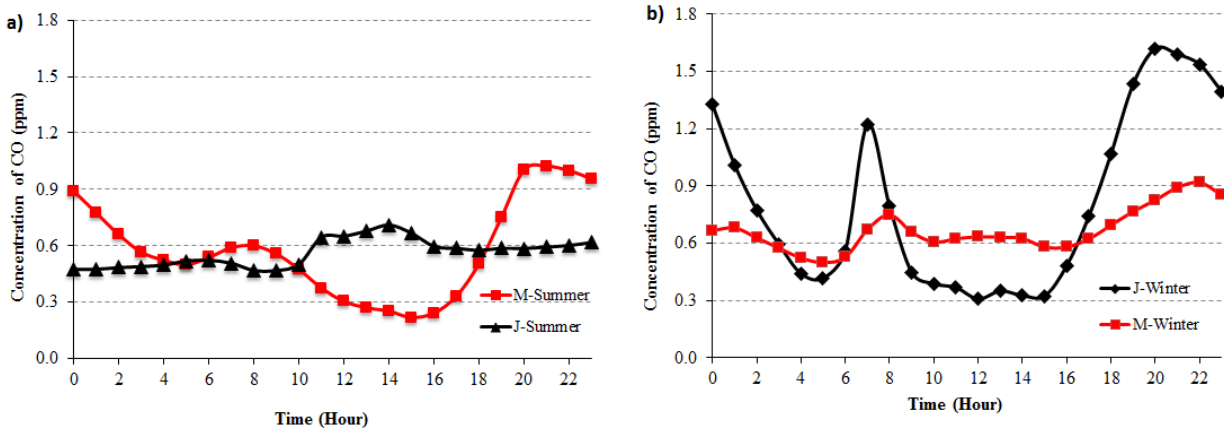 a)
Concentration of CO (ppm)
1.8
1.5
1.2
0.9
0.6
0.3
0.0
M-Summer
J-Summer
0 2 4 6 8 10 12 14 16 18 20 22
Time (Hour)
b)
Concentration of CO (ppm)
1.8
1.5
1.2
0.9
0.6
0.3
0.0
J-Winter
M-Winter
0 2 4 6 8 10 12 14 16 18 20 22
Time (Hour)